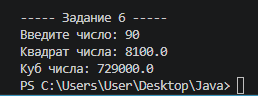 ----- Задание 6 -----
Введите число: 90
Квадрат числа: 8100.0
Куб числа: 729000.0
PS C:\Users\User\Desktop\Java>